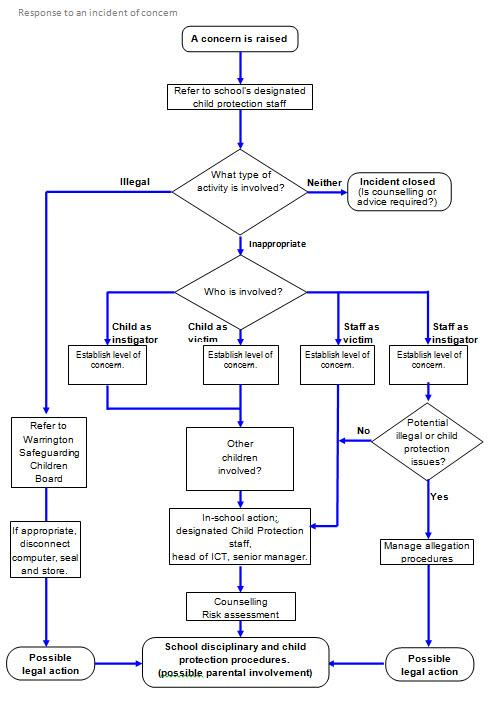 Response to an incident of concern
A concern is raised
Refer to school's designated
child protection staff
What type of
activity is involved?
Illegal
Neither
Incident closed
(Is counselling or
advice required?)
Inappropriate
Who is involved?
Child as
instigator
Child as
victim
Staff as
victim
Staff as
instigator
Establish level of
concern.
Establish level of
concern.
Establish level of
concern.
Establish level of
concern.
Refer to
Warrington
Safeguarding
Children
Board
Other
children
involved?
No
Potential
illegal or child
protection
issues?
Yes
If appropriate,
disconnect
computer, seal
and store.
In-school action;,
designated Child Protection
staff,
head of ICT, senior manager.
Manage allegation
procedures
Counselling
Risk assessment
Possible
legal action
School disciplinary and child
protection procedures.
(possible parental involvement)
Possible
legal action